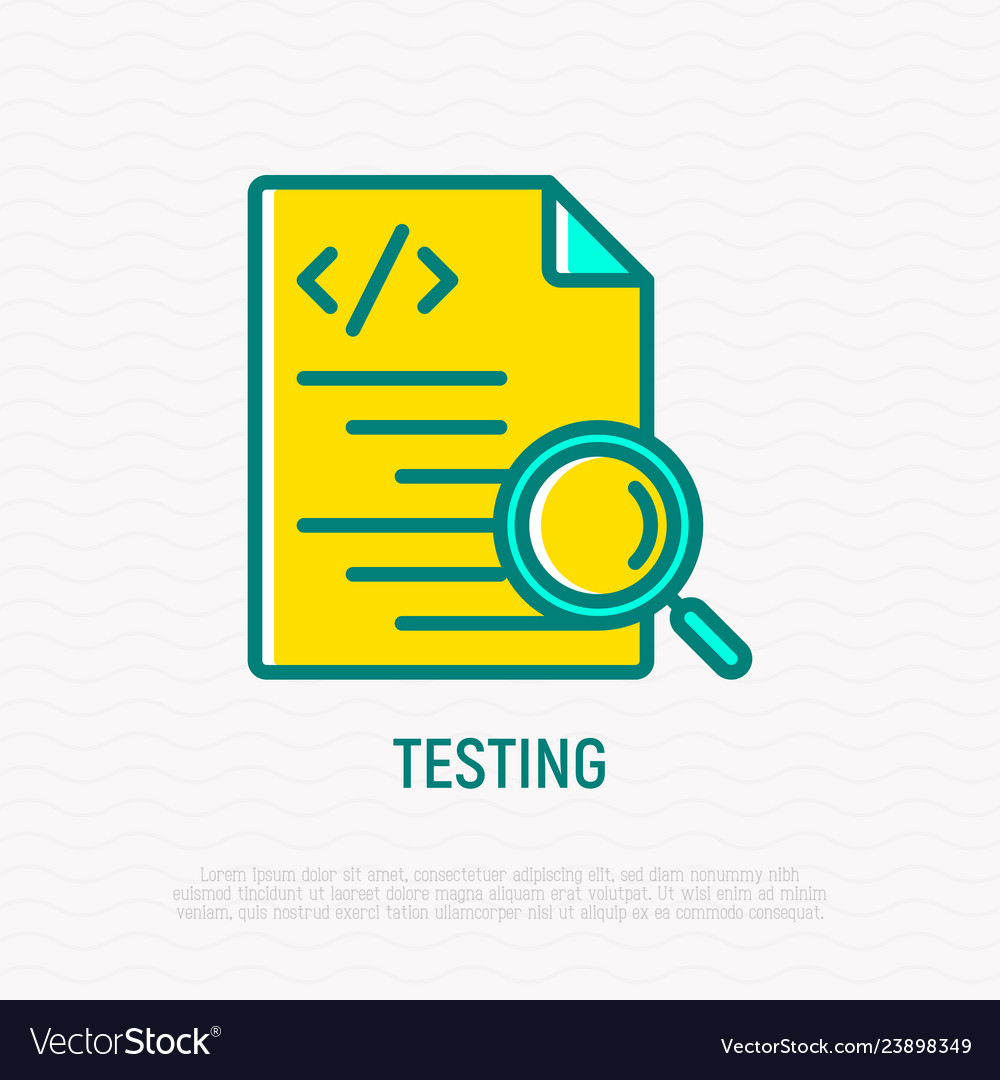 </>
TESTING
Lorem ipsum dolor sit amet, consectetuer adipiscing elit, sed diam nonummy nibh
euismod tincidunt ut laoreet dolore magna aliquam erat volutpat. Ut wisi enim ad minim
veniam, quis nostrud exerci tation ullamcorper nisl ut aliquip ex ea commodo consequat.
VectorStock®
VectorStock.com/23898349